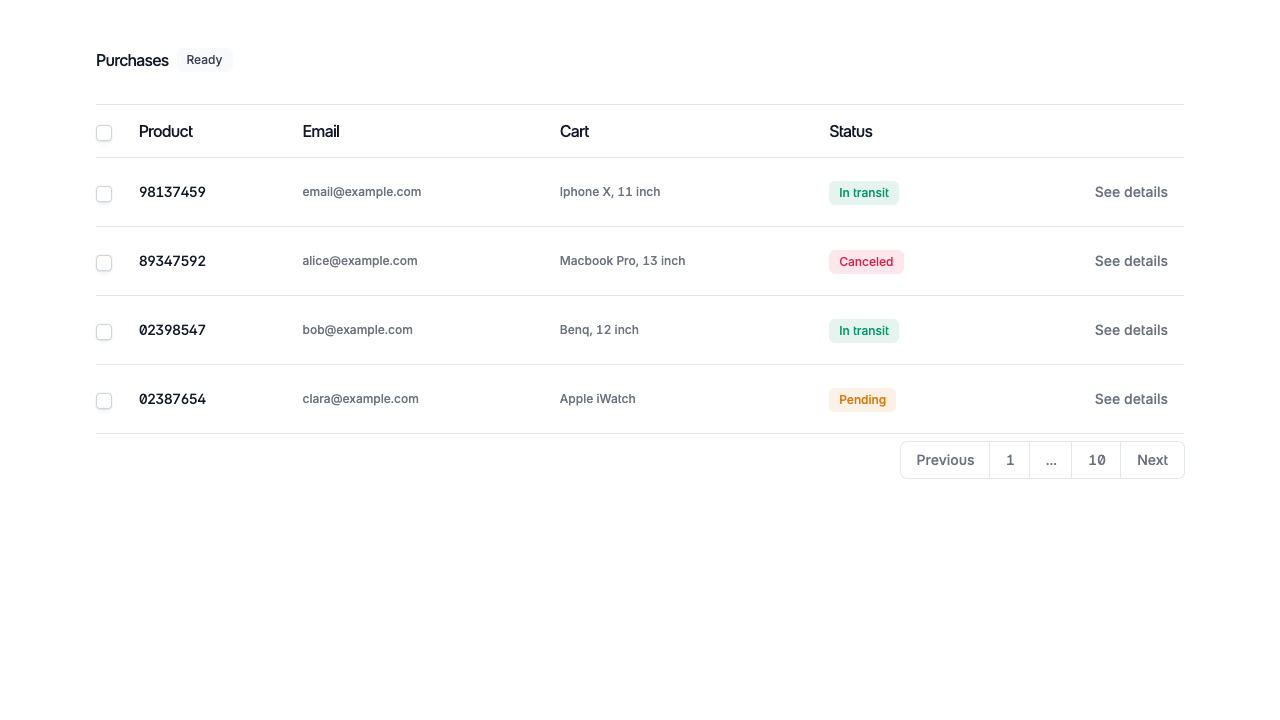 Purchases Ready
Product Email Cart Status
98137459 email@example.com Iphone X, 11 inch In transit See details
89347592 alice@example.com Macbook Pro, 13 inch Canceled See details
02398547 bob@example.com Benq, 12 inch In transit See details
02387654 clara@example.com Apple iWatch Pending See details
Previous 1 ... 10 Next